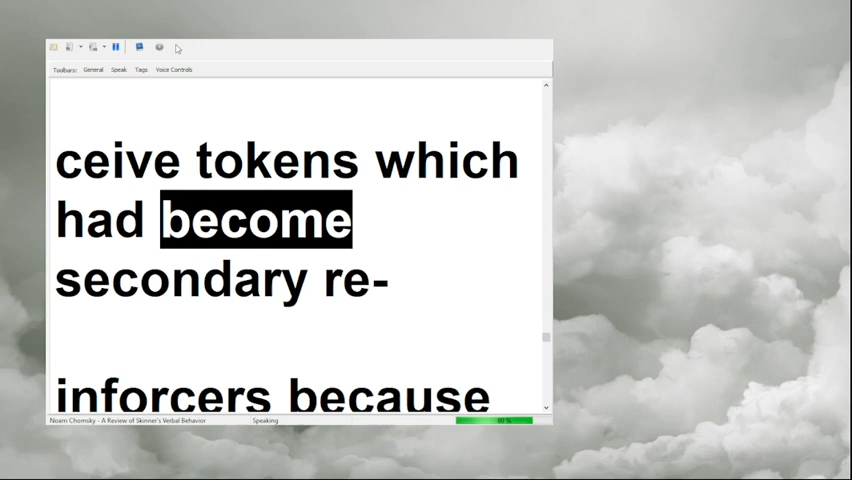 Toolbars: General Speak Tags Voice Controls
ceive tokens which
had become
secondary re-
inforcers because
Noam Chomsky - A Review of Skinner's Verbal Behavior Speaking 80 %